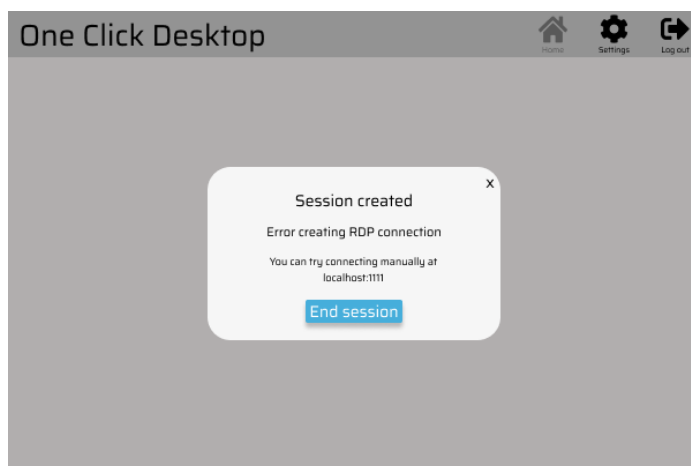 One Click Desktop
Home
Settings
Log out
x
Session created
Error creating RDP connection
You can try connecting manually at
localhost:1111
End session